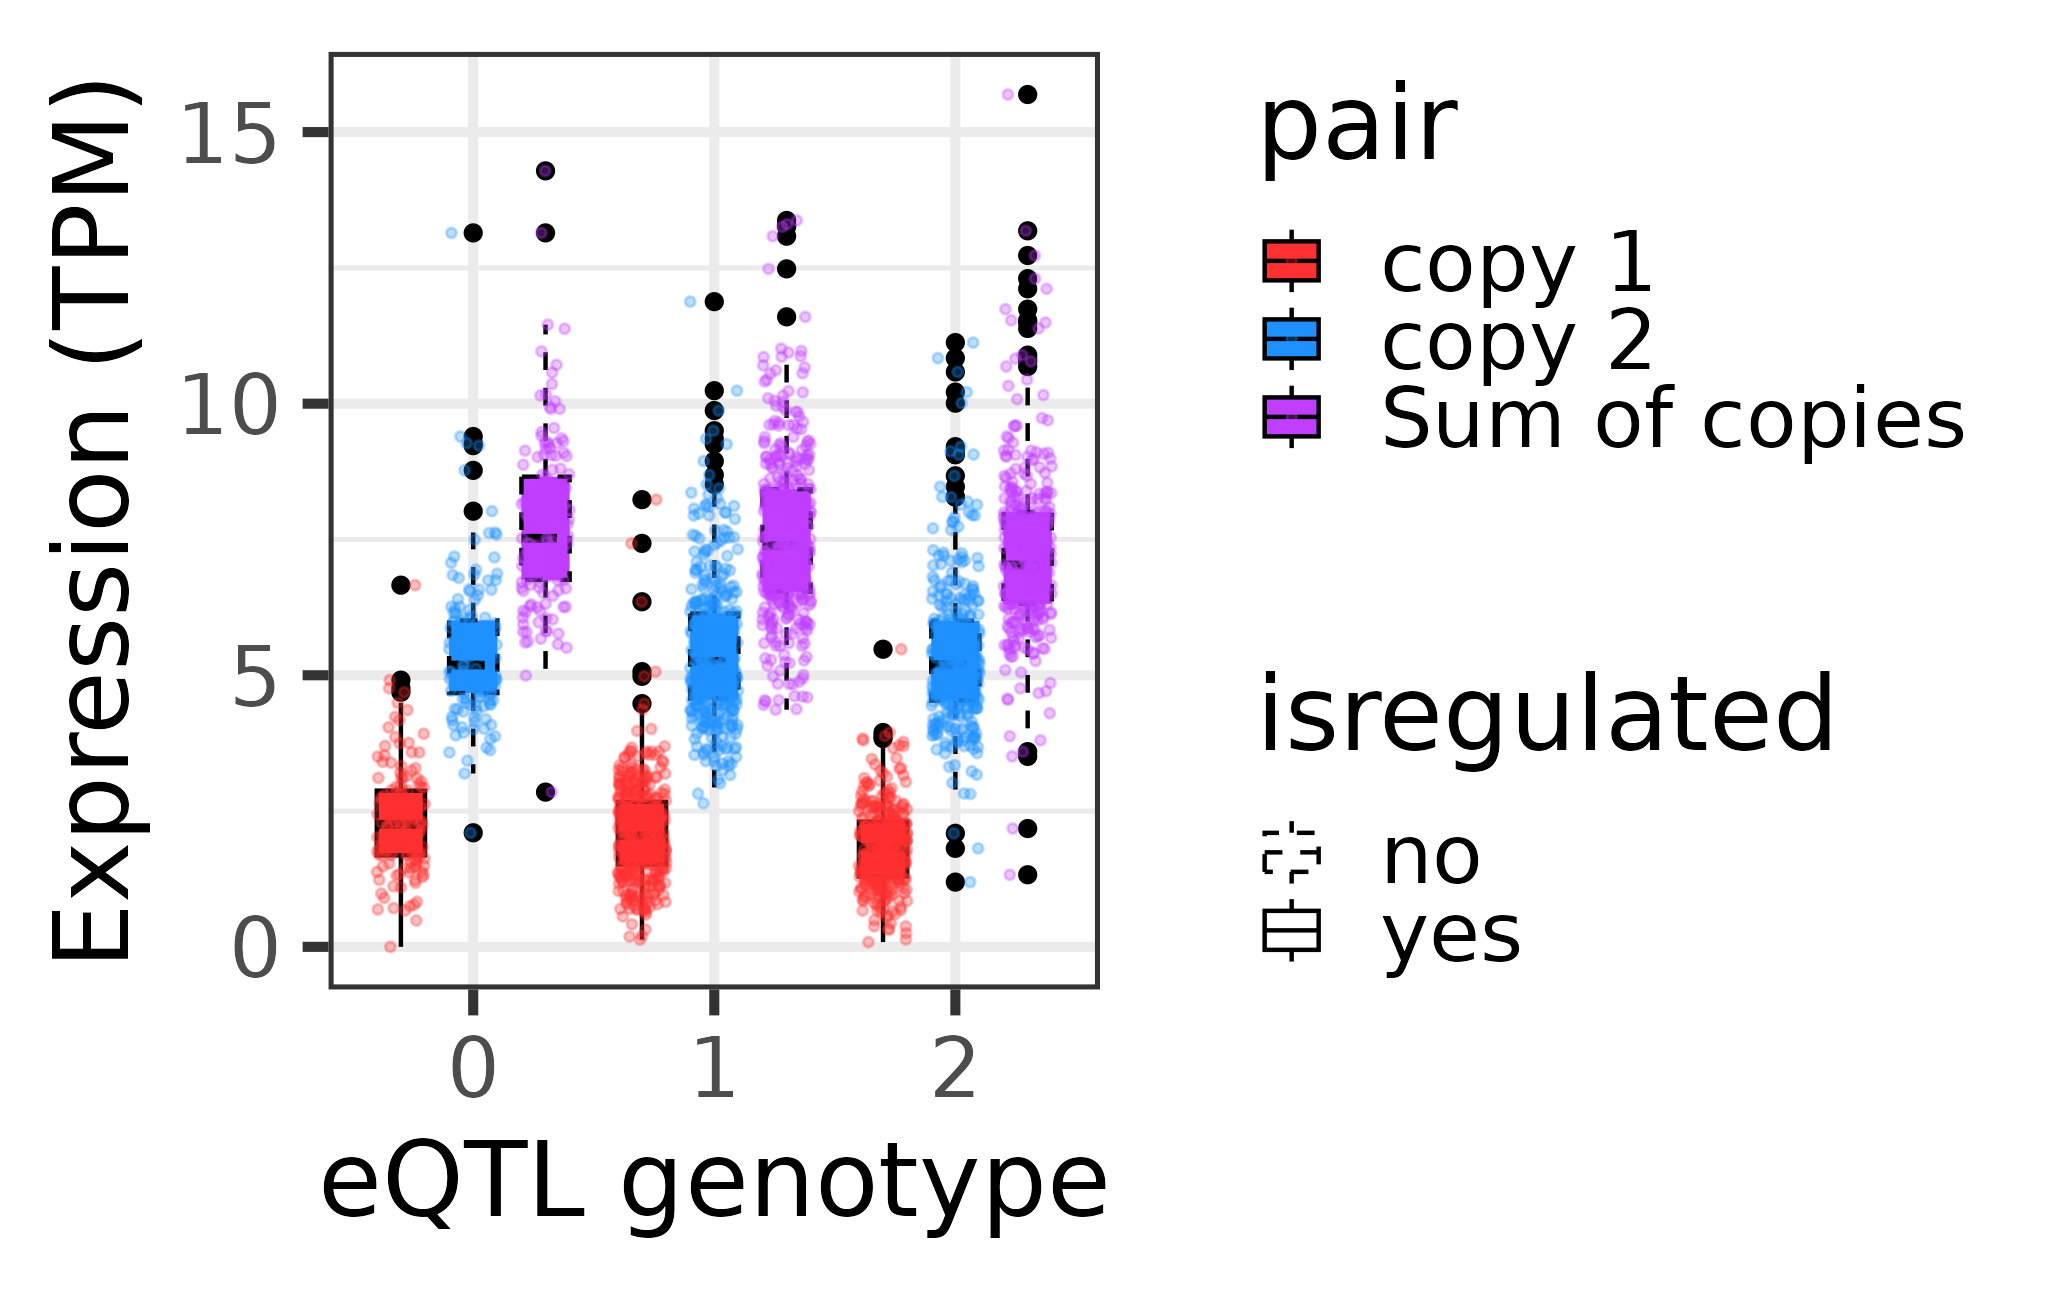 Expression (TPM)
15
10
5
0
0 1 2
eQTL genotype
pair
copy 1
copy 2
Sum of copies
isregulated
no
yes